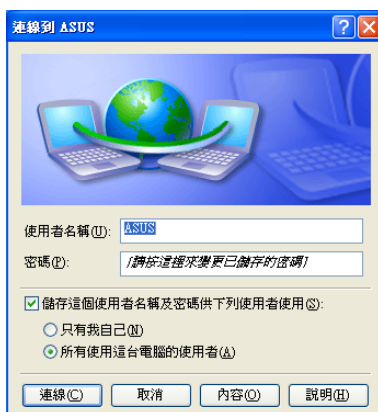 連線到 ASUS
使用者名稱(U):
ASUS
密碼(P):
[請按這裡來變更已儲存的密碼]
儲存這個使用者名稱及密碼供下列使用者使用(S):
只有我自己(N)
所有使用這台電腦的使用者(A)
連線(C)
取消
內容(O)
說明(H)